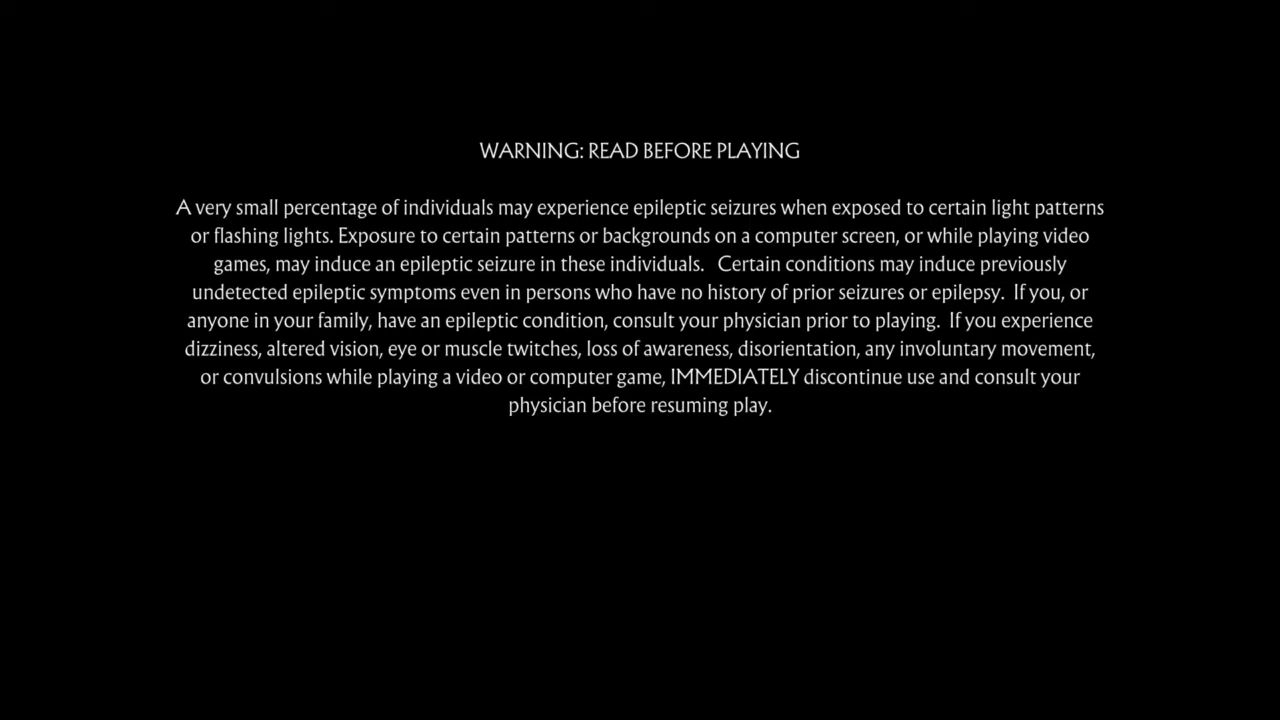 WARNING: READ BEFORE PLAYING
A very small percentage of individuals may experience epileptic seizures when exposed to certain light patterns
or flashing lights. Exposure to certain patterns or backgrounds on a computer screen, or while playing video
games, may induce an epileptic seizure in these individuals.   Certain conditions may induce previously
undetected epileptic symptoms even in persons who have no history of prior seizures or epilepsy.  If you, or
anyone in your family, have an epileptic condition, consult your physician prior to playing.  If you experience
dizziness, altered vision, eye or muscle twitches, loss of awareness, disorientation, any involuntary movement,
or convulsions while playing a video or computer game, IMMEDIATELY discontinue use and consult your
physician before resuming play.